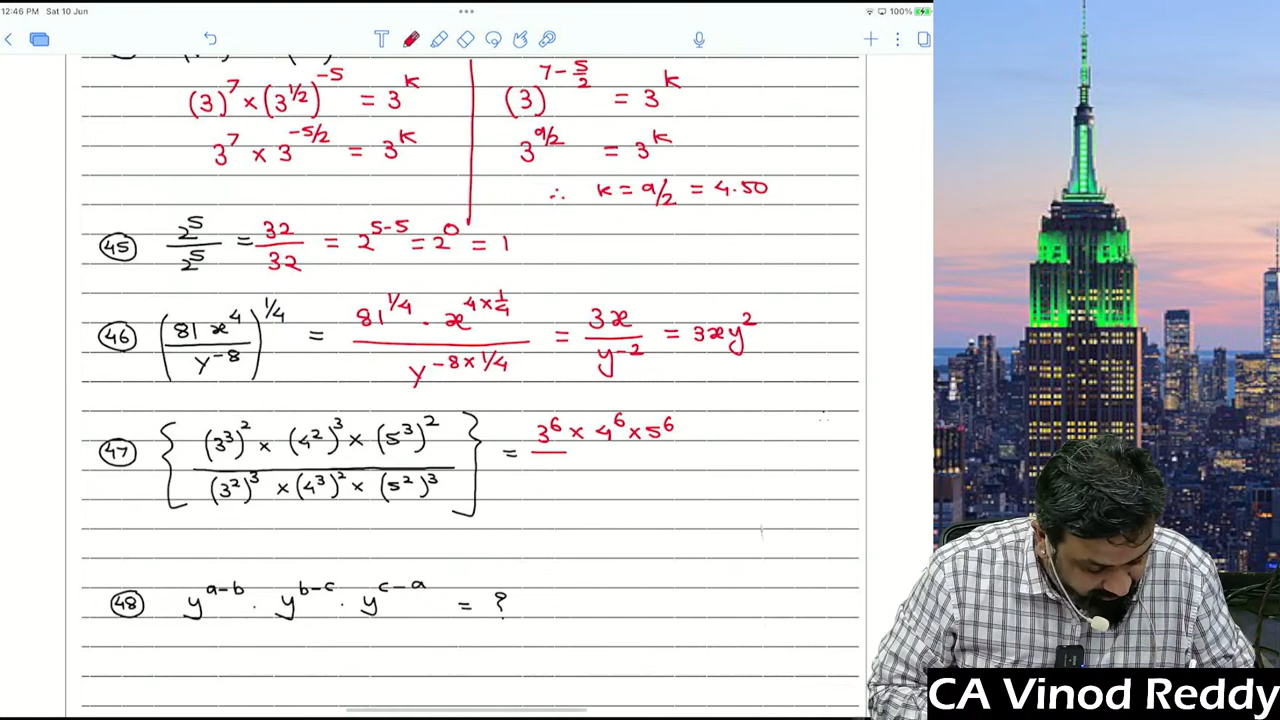 12:46 PM Sat 10 Jun
100%
(3)^7 × (3^{1/2})^{-5} = 3^k
3^7 × 3^{-5/2} = 3^k
(3)^{7 - 5/2} = 3^k
3^{9/2} = 3^k
∴ k = 9/2 = 4.50
(45) 2^5/2^5 = 32/32 = 2^{5-5} = 2^0 = 1
(46) (81 x^4 / y^{-8})^{1/4} = 81^{1/4} · x^{4×1/4} / y^{-8×1/4} = 3x / y^{-2} = 3xy^2
(47) { (3^3)^2 × (4^2)^3 × (5^3)^2 / (3^2)^3 × (4^3)^2 × (5^2)^3 } = 3^6 × 4^6 × 5^6
(48) y^{a-b} · y^{b-c} · y^{c-a} = ?
CA Vinod Reddy